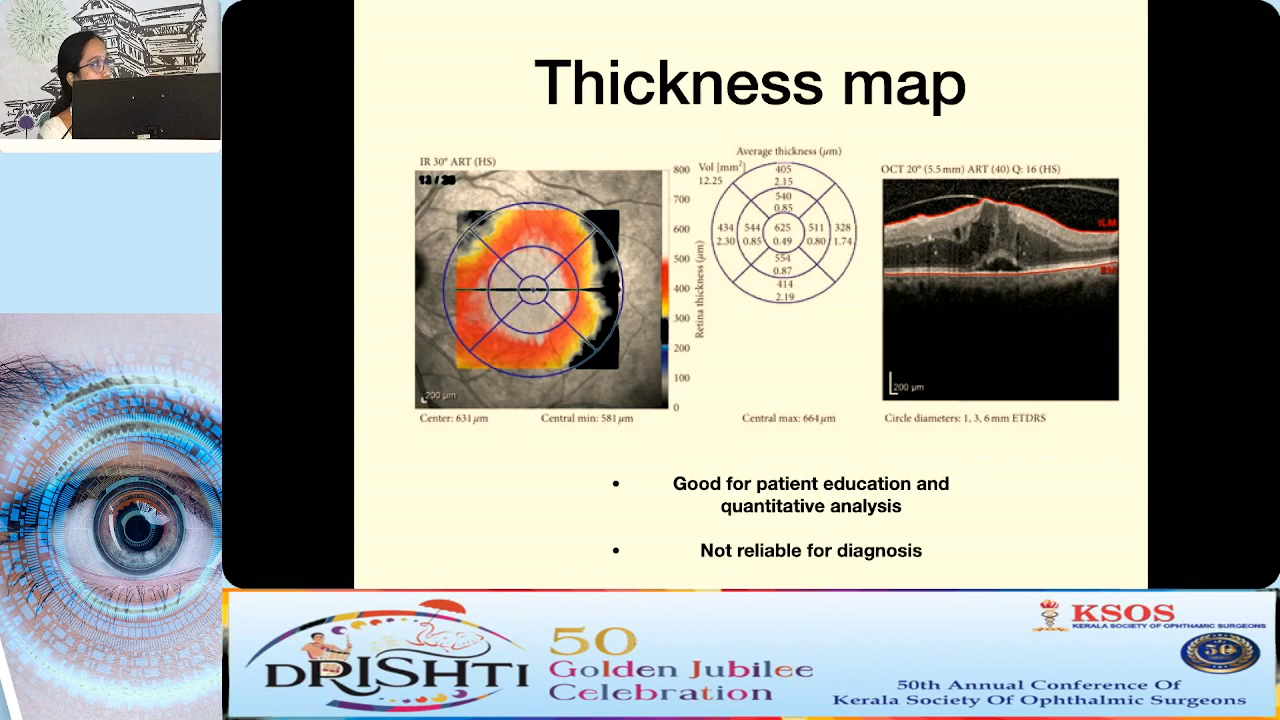 Thickness map
IR 30° ART (HS)
800
700
600
500
400
300
200
100
0
Retina thickness (µm)
200 µm
Center: 631 µm
Central min: 581 µm
Average thickness (µm)
Vol [mm²]
12.25
405
2.15
540
0.85
434
2.30
544
0.85
625
0.49
511
0.80
328
1.74
554
0.87
414
2.19
Central max: 664 µm
OCT 20° (5.5 mm) ART (40) Q: 16 (HS)
ILM
200 µm
Circle diameters: 1, 3, 6 mm ETDRS
• Good for patient education and
quantitative analysis
• Not reliable for diagnosis
DRISHTI
50
Golden Jubilee
Celebration
KSOS
KERALA SOCIETY OF OPHTHAMIC SURGEONS
50
50th Annual Conference Of
Kerala Society Of Ophthalmic Surgeons